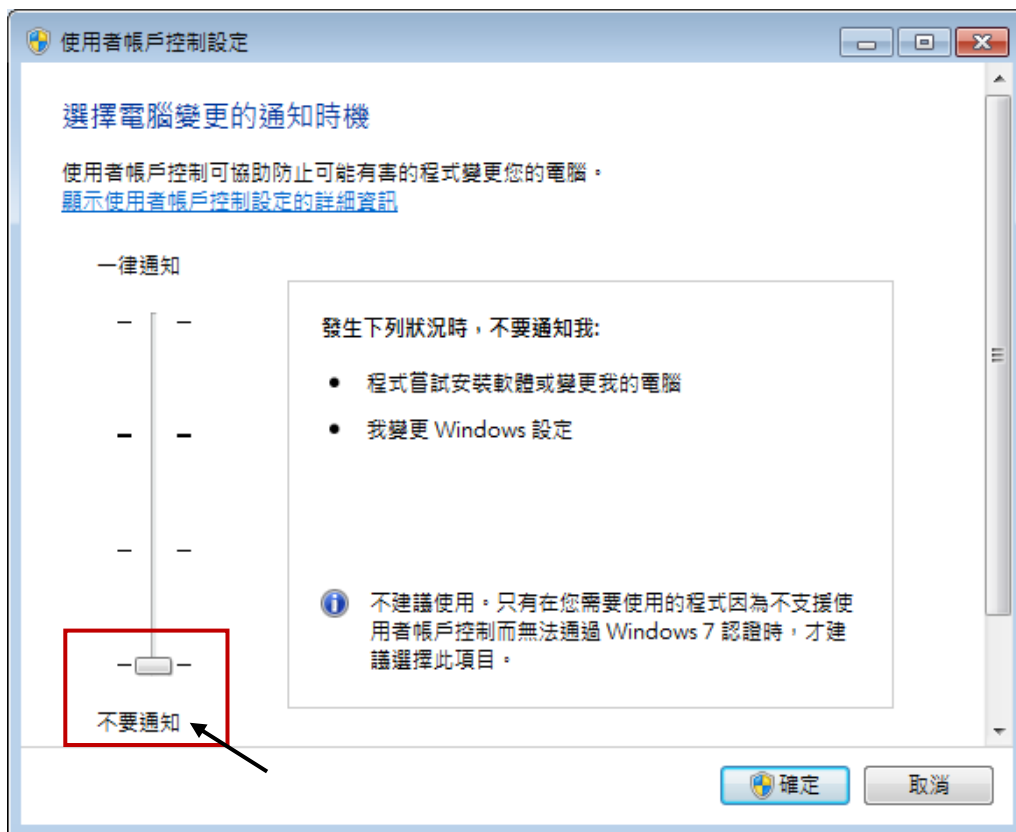 使用者帳戶控制設定
選擇電腦變更的通知時機
使用者帳戶控制可協助防止可能有害的程式變更您的電腦。
顯示使用者帳戶控制設定的詳細資訊
一律通知
發生下列狀況時，不要通知我:
• 程式嘗試安裝軟體或變更我的電腦
• 我變更 Windows 設定
不建議使用。只有在您需要使用的程式因為不支援使
用者帳戶控制而無法通過 Windows 7 認證時，才建
議選擇此項目。
不要通知
確定
取消